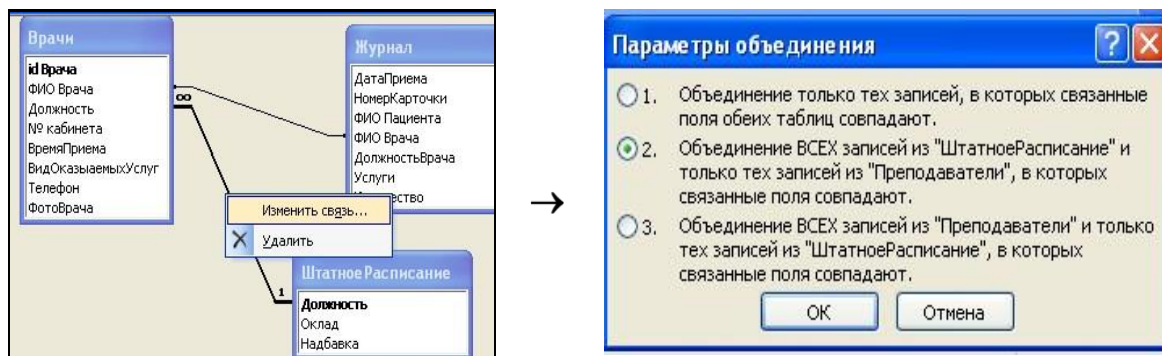 Врачи
id Врача
ФИО Врача
Должность
№ кабинета
ВремяПриема
ВидОказыаемыхУслуг
Телефон
ФотоВрача
∞
1
Журнал
ДатаПриема
НомерКарточки
ФИО Пациента
ФИО Врача
ДолжностьВрача
Услуги
ество
Изменить связь...
Удалить
ШтатноеРасписание
Должность
Оклад
Надбавка
→
Параметры объединения
1. Объединение только тех записей, в которых связанные
поля обеих таблиц совпадают.
2. Объединение ВСЕХ записей из "ШтатноеРасписание" и
только тех записей из "Преподаватели", в которых
связанные поля совпадают.
3. Объединение ВСЕХ записей из "Преподаватели" и только
тех записей из "ШтатноеРасписание", в которых
связанные поля совпадают.
ОК
Отмена